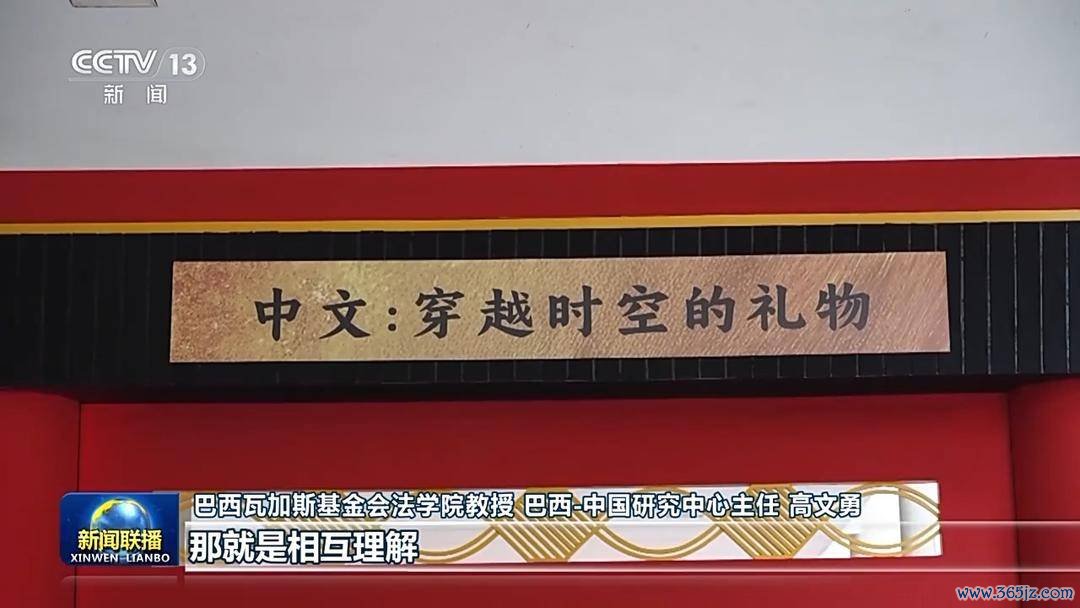 CCTV 13
新闻
中文:穿越时空的礼物
巴西瓦加斯基金会法学院教授 巴西-中国研究中心主任 高文勇
新闻联播
XINWEN-LIANBO
那就是相互理解
www.365jz.com